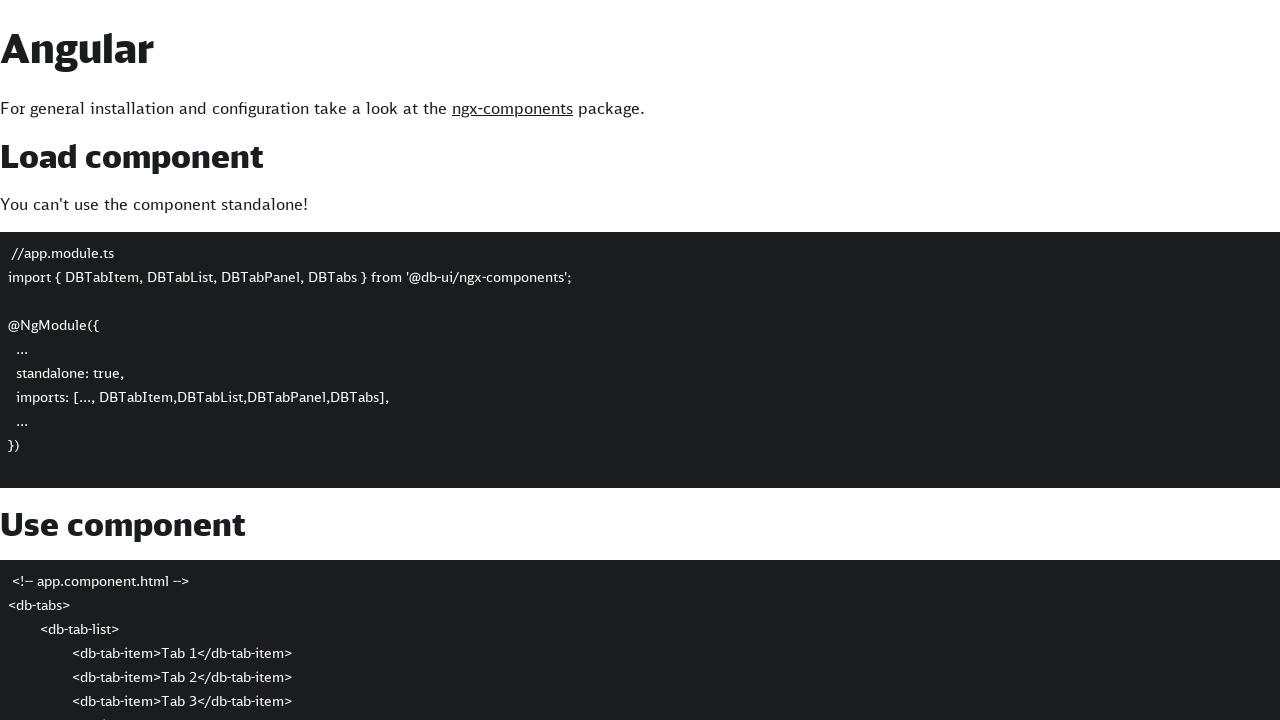 Angular
For general installation and configuration take a look at the ngx-components package.
Load component
You can't use the component standalone!
//app.module.ts
import { DBTabItem, DBTabList, DBTabPanel, DBTabs } from '@db-ui/ngx-components';
@NgModule({
...
standalone: true,
imports: [..., DBTabItem,DBTabList,DBTabPanel,DBTabs],
...
})
Use component
<!-- app.component.html -->
<db-tabs>
<db-tab-list>
<db-tab-item>Tab 1</db-tab-item>
<db-tab-item>Tab 2</db-tab-item>
<db-tab-item>Tab 3</db-tab-item>